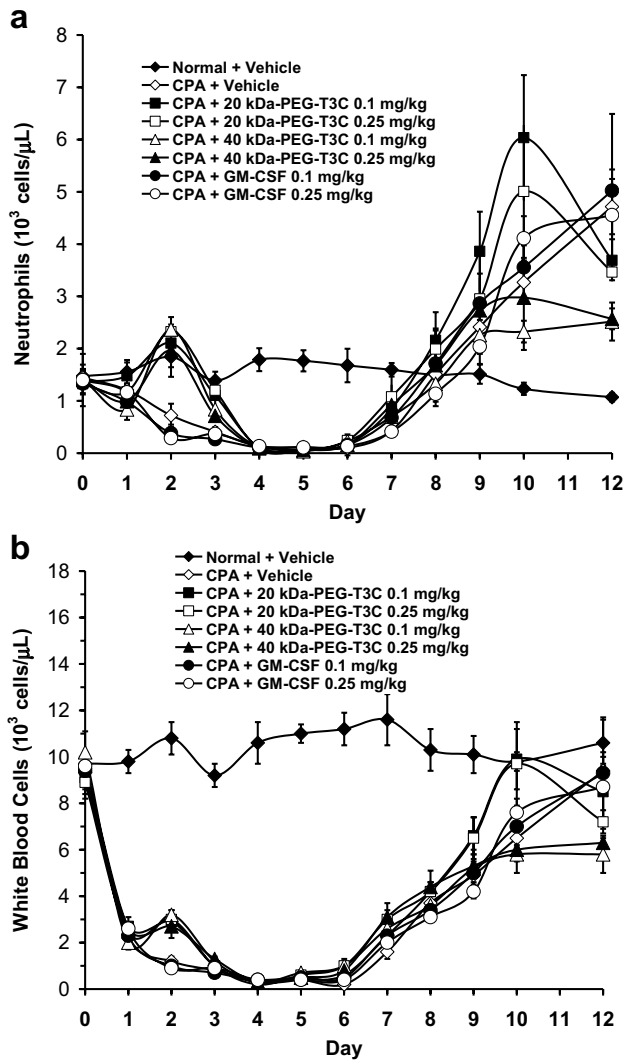 a
Neutrophils (10³ cells/µL)
8
7
6
5
4
3
2
1
0
Normal + Vehicle
CPA + Vehicle
CPA + 20 kDa-PEG-T3C 0.1 mg/kg
CPA + 20 kDa-PEG-T3C 0.25 mg/kg
CPA + 40 kDa-PEG-T3C 0.1 mg/kg
CPA + 40 kDa-PEG-T3C 0.25 mg/kg
CPA + GM-CSF 0.1 mg/kg
CPA + GM-CSF 0.25 mg/kg
0 1 2 3 4 5 6 7 8 9 10 11 12
Day
b
White Blood Cells (10³ cells/µL)
18
16
14
12
10
8
6
4
2
0
Normal + Vehicle
CPA + Vehicle
CPA + 20 kDa-PEG-T3C 0.1 mg/kg
CPA + 20 kDa-PEG-T3C 0.25 mg/kg
CPA + 40 kDa-PEG-T3C 0.1 mg/kg
CPA + 40 kDa-PEG-T3C 0.25 mg/kg
CPA + GM-CSF 0.1 mg/kg
CPA + GM-CSF 0.25 mg/kg
0 1 2 3 4 5 6 7 8 9 10 11 12
Day